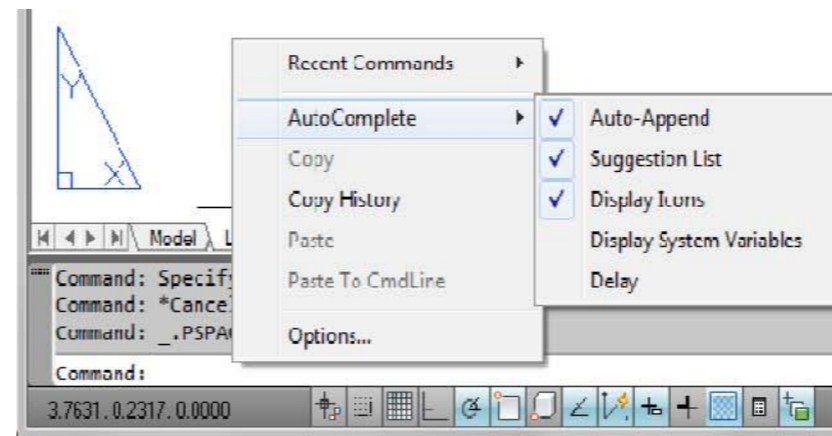 Y
X
Recent Commands
AutoComplete
Copy
Copy History
Paste
Paste To CmdLine
Options...
Auto-Append
Suggestion List
Display Icons
Display System Variables
Delay
Model L
Command: Specify
Command: *Cancel
Command: _.PSPA
Command:
3.7631, 0.2317, 0.0000